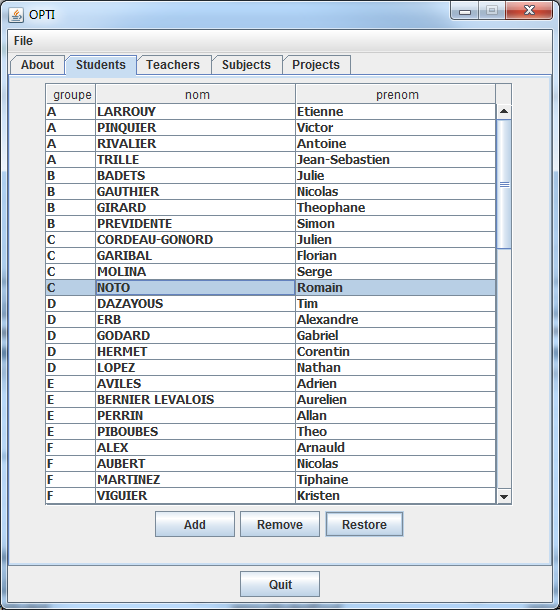 OPTI
File
About Students Teachers Subjects Projects
groupe nom prenom
A LARROUY Etienne
A PINQUIER Victor
A RIVALIER Antoine
A TRILLE Jean-Sebastien
B BADETS Julie
B GAUTHIER Nicolas
B GIRARD Theophane
B PREVIDENTE Simon
C CORDEAU-GONORD Julien
C GARIBAL Florian
C MOLINA Serge
C NOTO Romain
D DAZAYOUS Tim
D ERB Alexandre
D GODARD Gabriel
D HERMET Corentin
D LOPEZ Nathan
E AVILES Adrien
E BERNIER LEVALOIS Aurelien
E PERRIN Allan
E PIBOUBES Theo
F ALEX Arnauld
F AUBERT Nicolas
F MARTINEZ Tiphaine
F VIGUIER Kristen
Add Remove Restore
Quit